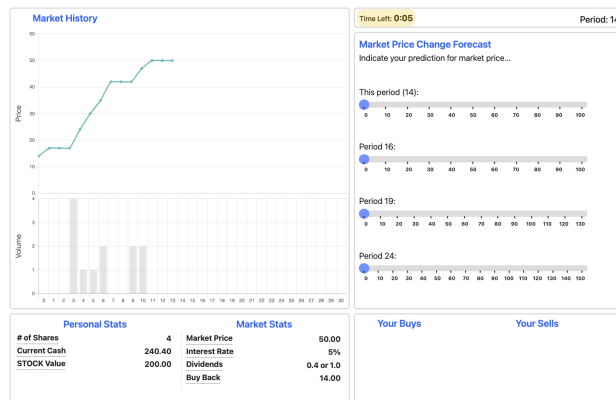 Market History
60
50
40
30
20
10
0
Price
4
3
2
1
0
Volume
0 1 2 3 4 5 6 7 8 9 10 11 12 13 14 15 16 17 18 19 20 21 22 23 24 25 26 27 28 29 30
Time Left: 0:05
Period: 14
Market Price Change Forecast
Indicate your prediction for market price...
This period (14):
0 10 20 30 40 50 60 70 80 90 100
Period 16:
0 10 20 30 40 50 60 70 80 90 100
Period 19:
0 10 20 30 40 50 60 70 80 90 100 110 120 130
Period 24:
0 10 20 30 40 50 60 70 80 90 100 110 120 130 140 150
Personal Stats
# of Shares 4
Current Cash 240.40
STOCK Value 200.00
Market Stats
Market Price 50.00
Interest Rate 5%
Dividends 0.4 or 1.0
Buy Back 14.00
Your Buys
Your Sells